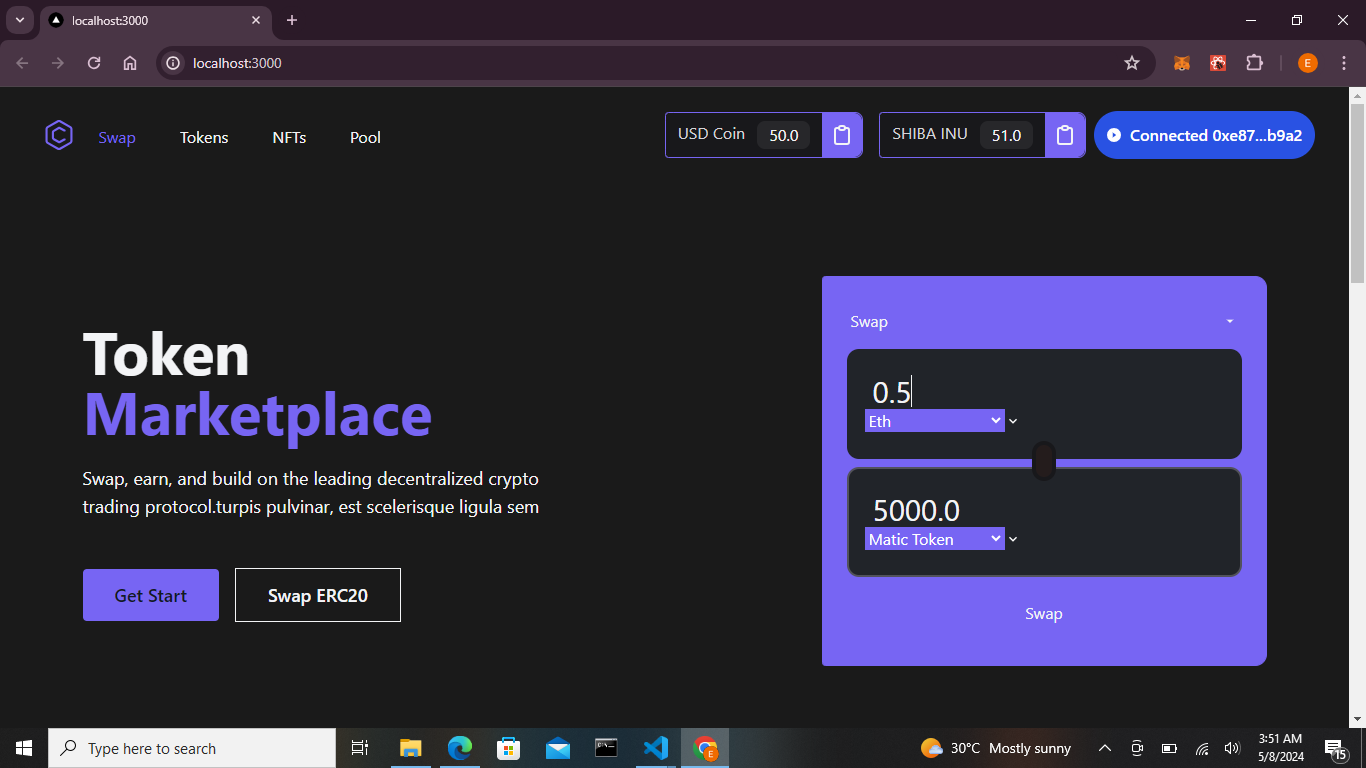 localhost:3000
localhost:3000
E
Swap
Tokens
NFTs
Pool
USD Coin 50.0
SHIBA INU 51.0
Connected 0xe87...b9a2
Token
Marketplace
Swap, earn, and build on the leading decentralized crypto
trading protocol.turpis pulvinar, est scelerisque ligula sem
Get Start
Swap ERC20
Swap
0.5
Eth
5000.0
Matic Token
Swap
Type here to search
E
30°C Mostly sunny
3:51 AM
5/8/2024
15